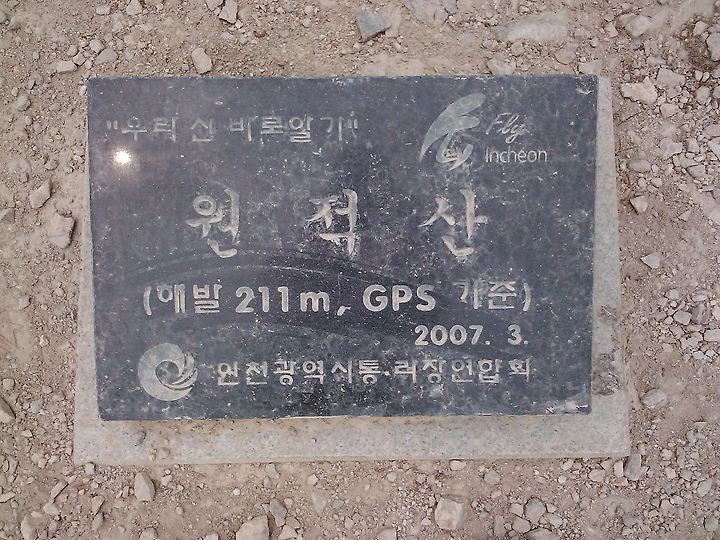 "우리 산 바로알기"
Fly
Incheon
원 적 산
(해발 211m, GPS 기준)
2007. 3.
인천광역시통·리장연합회